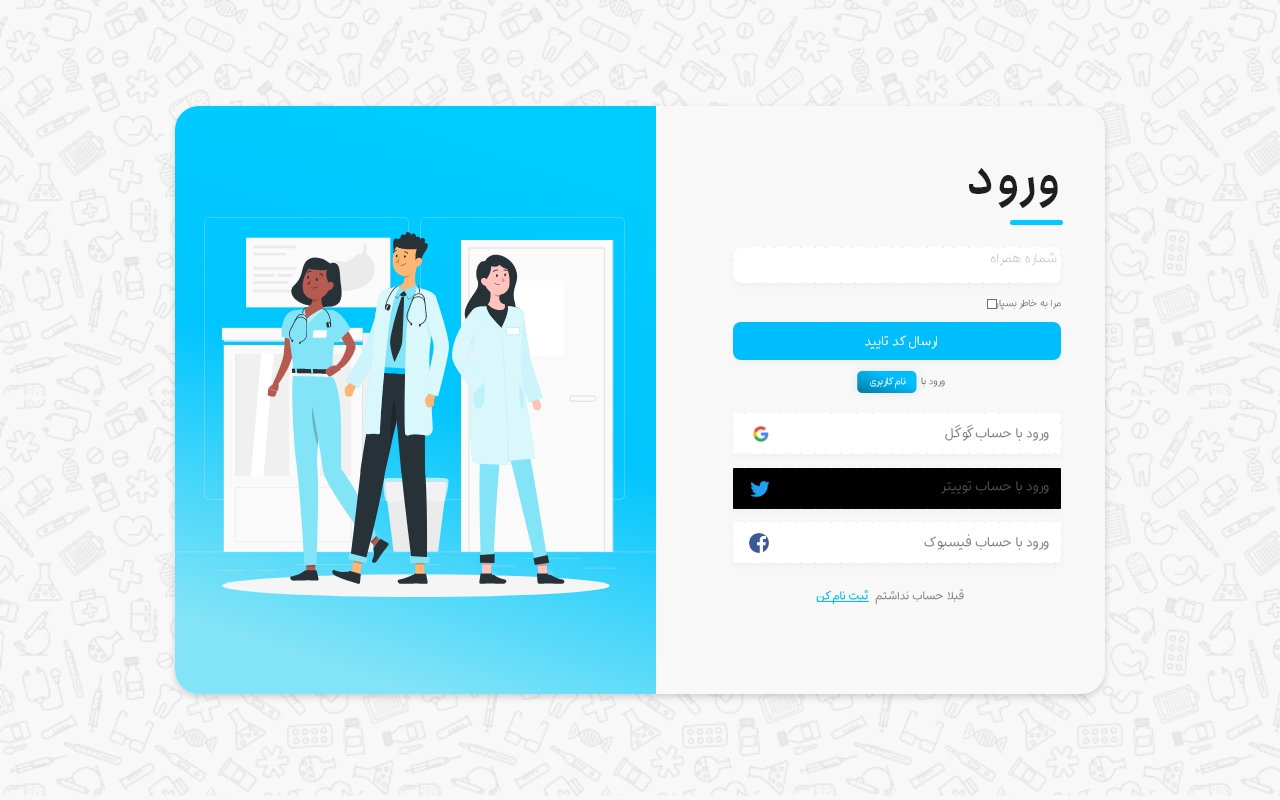 ورود
شماره همراه
مرا به خاطر بسپار
ارسال کد تایید
ورود با نام کاربری
ورود با حساب گوگل
ورود با حساب توییتر
ورود با حساب فیسبوک
قبلا حساب نداشتم ثبت نام کن